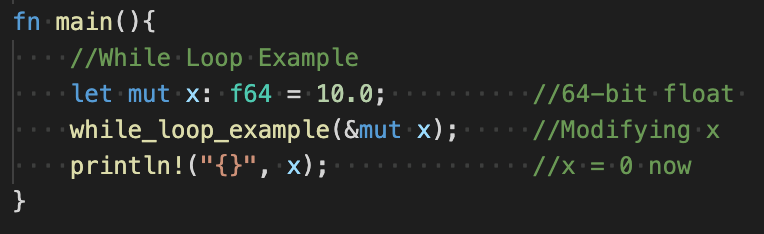 fn main(){
    //While Loop Example
    let mut x: f64 = 10.0;          //64-bit float
    while_loop_example(&mut x);     //Modifying x
    println!("{}", x);              //x = 0 now
}